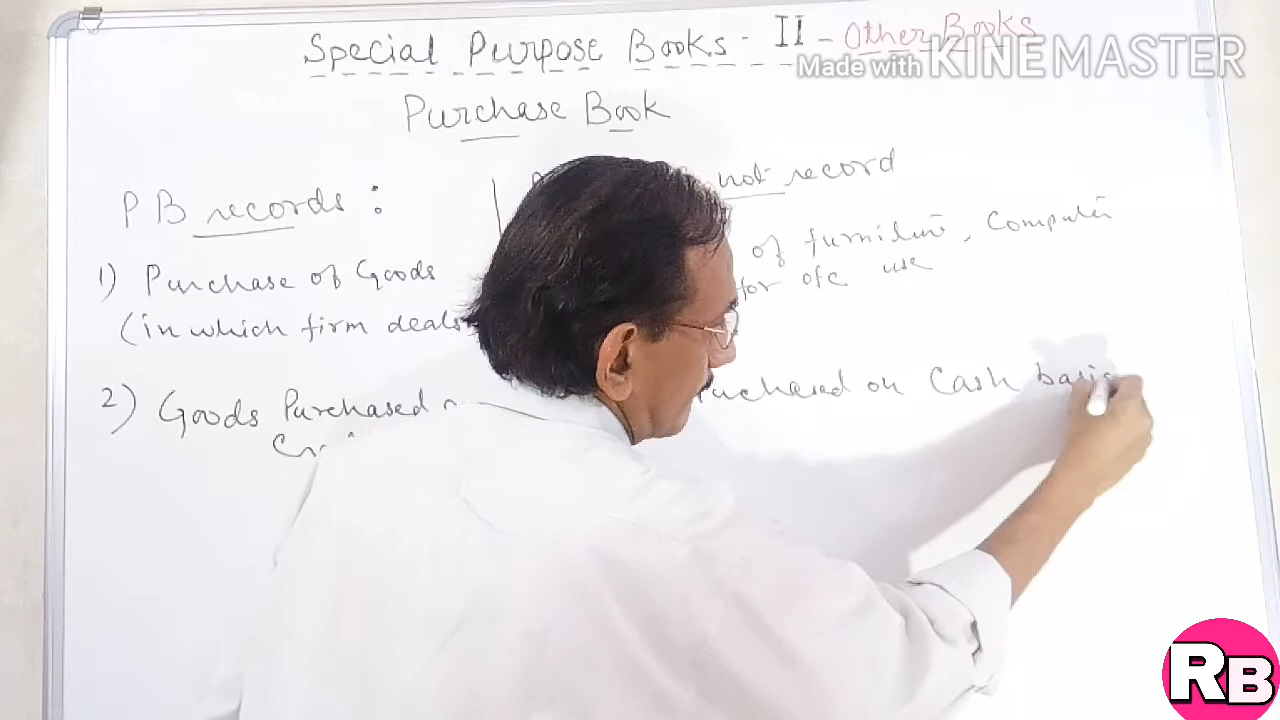 Special Purpose Books - II - Other Books
Made with KINEMASTER
Purchase Book
PB records :
not record
1) Purchase of Goods
(in which firm deals
of furniture, Computer
for ofc use
2) Goods Purchased
Purchased on Cash basis
RB